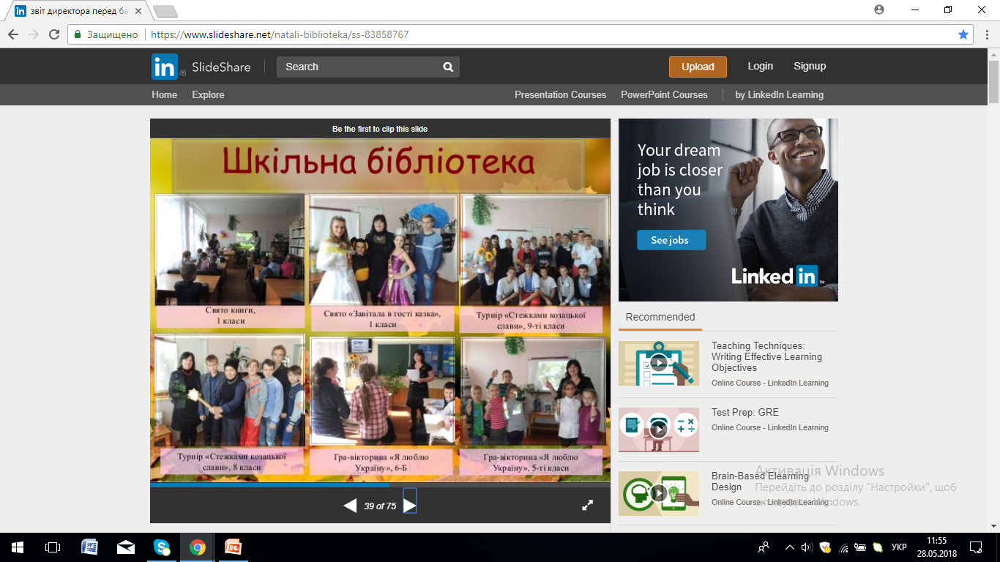 звіт директора перед ба
Защищено
https://www.slideshare.net/natali-biblioteka/ss-83858767
in SlideShare
Search
Upload
Login
Signup
Home
Explore
Presentation Courses
PowerPoint Courses
by LinkedIn Learning
Be the first to clip this slide
Шкільна бібліотека
Свято книги,
1 класи
Свято «Завітала в гості казка»,
1 класи
Турнір «Стежками козацької
слави», 9-ті класи
Турнір «Стежками козацької
слави», 8 класи
Гра-вікторина «Я люблю
Україну», 6-Б
Гра-вікторина «Я люблю
Україну», 5-ті класи
39 of 75
Your dream
job is closer
than you
think
See jobs
Linked in
Recommended
Teaching Techniques:
Writing Effective Learning
Objectives
Online Course - LinkedIn Learning
Test Prep: GRE
Online Course - LinkedIn Learning
Brain-Based Elearning
Design
Online Course - LinkedIn Learning
Активація Windows
Перейдіть до розділу "Настройки", щоб
Windows.
УКР
11:55
28.05.2018